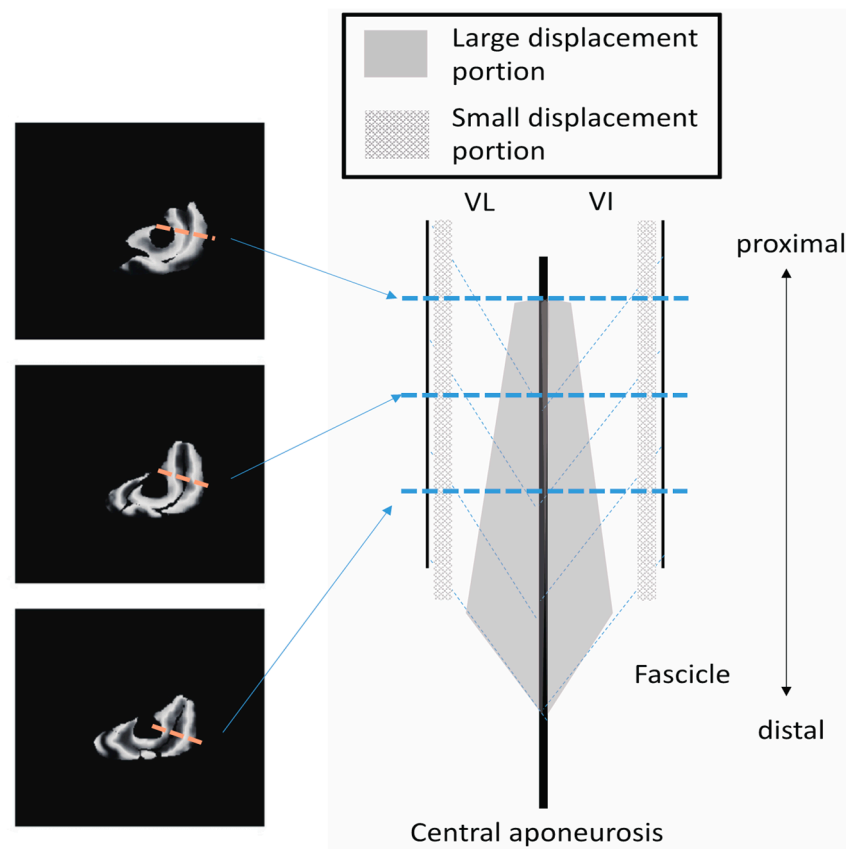 Large displacement
portion
Small displacement
portion
VL
VI
proximal
Fascicle
distal
Central aponeurosis